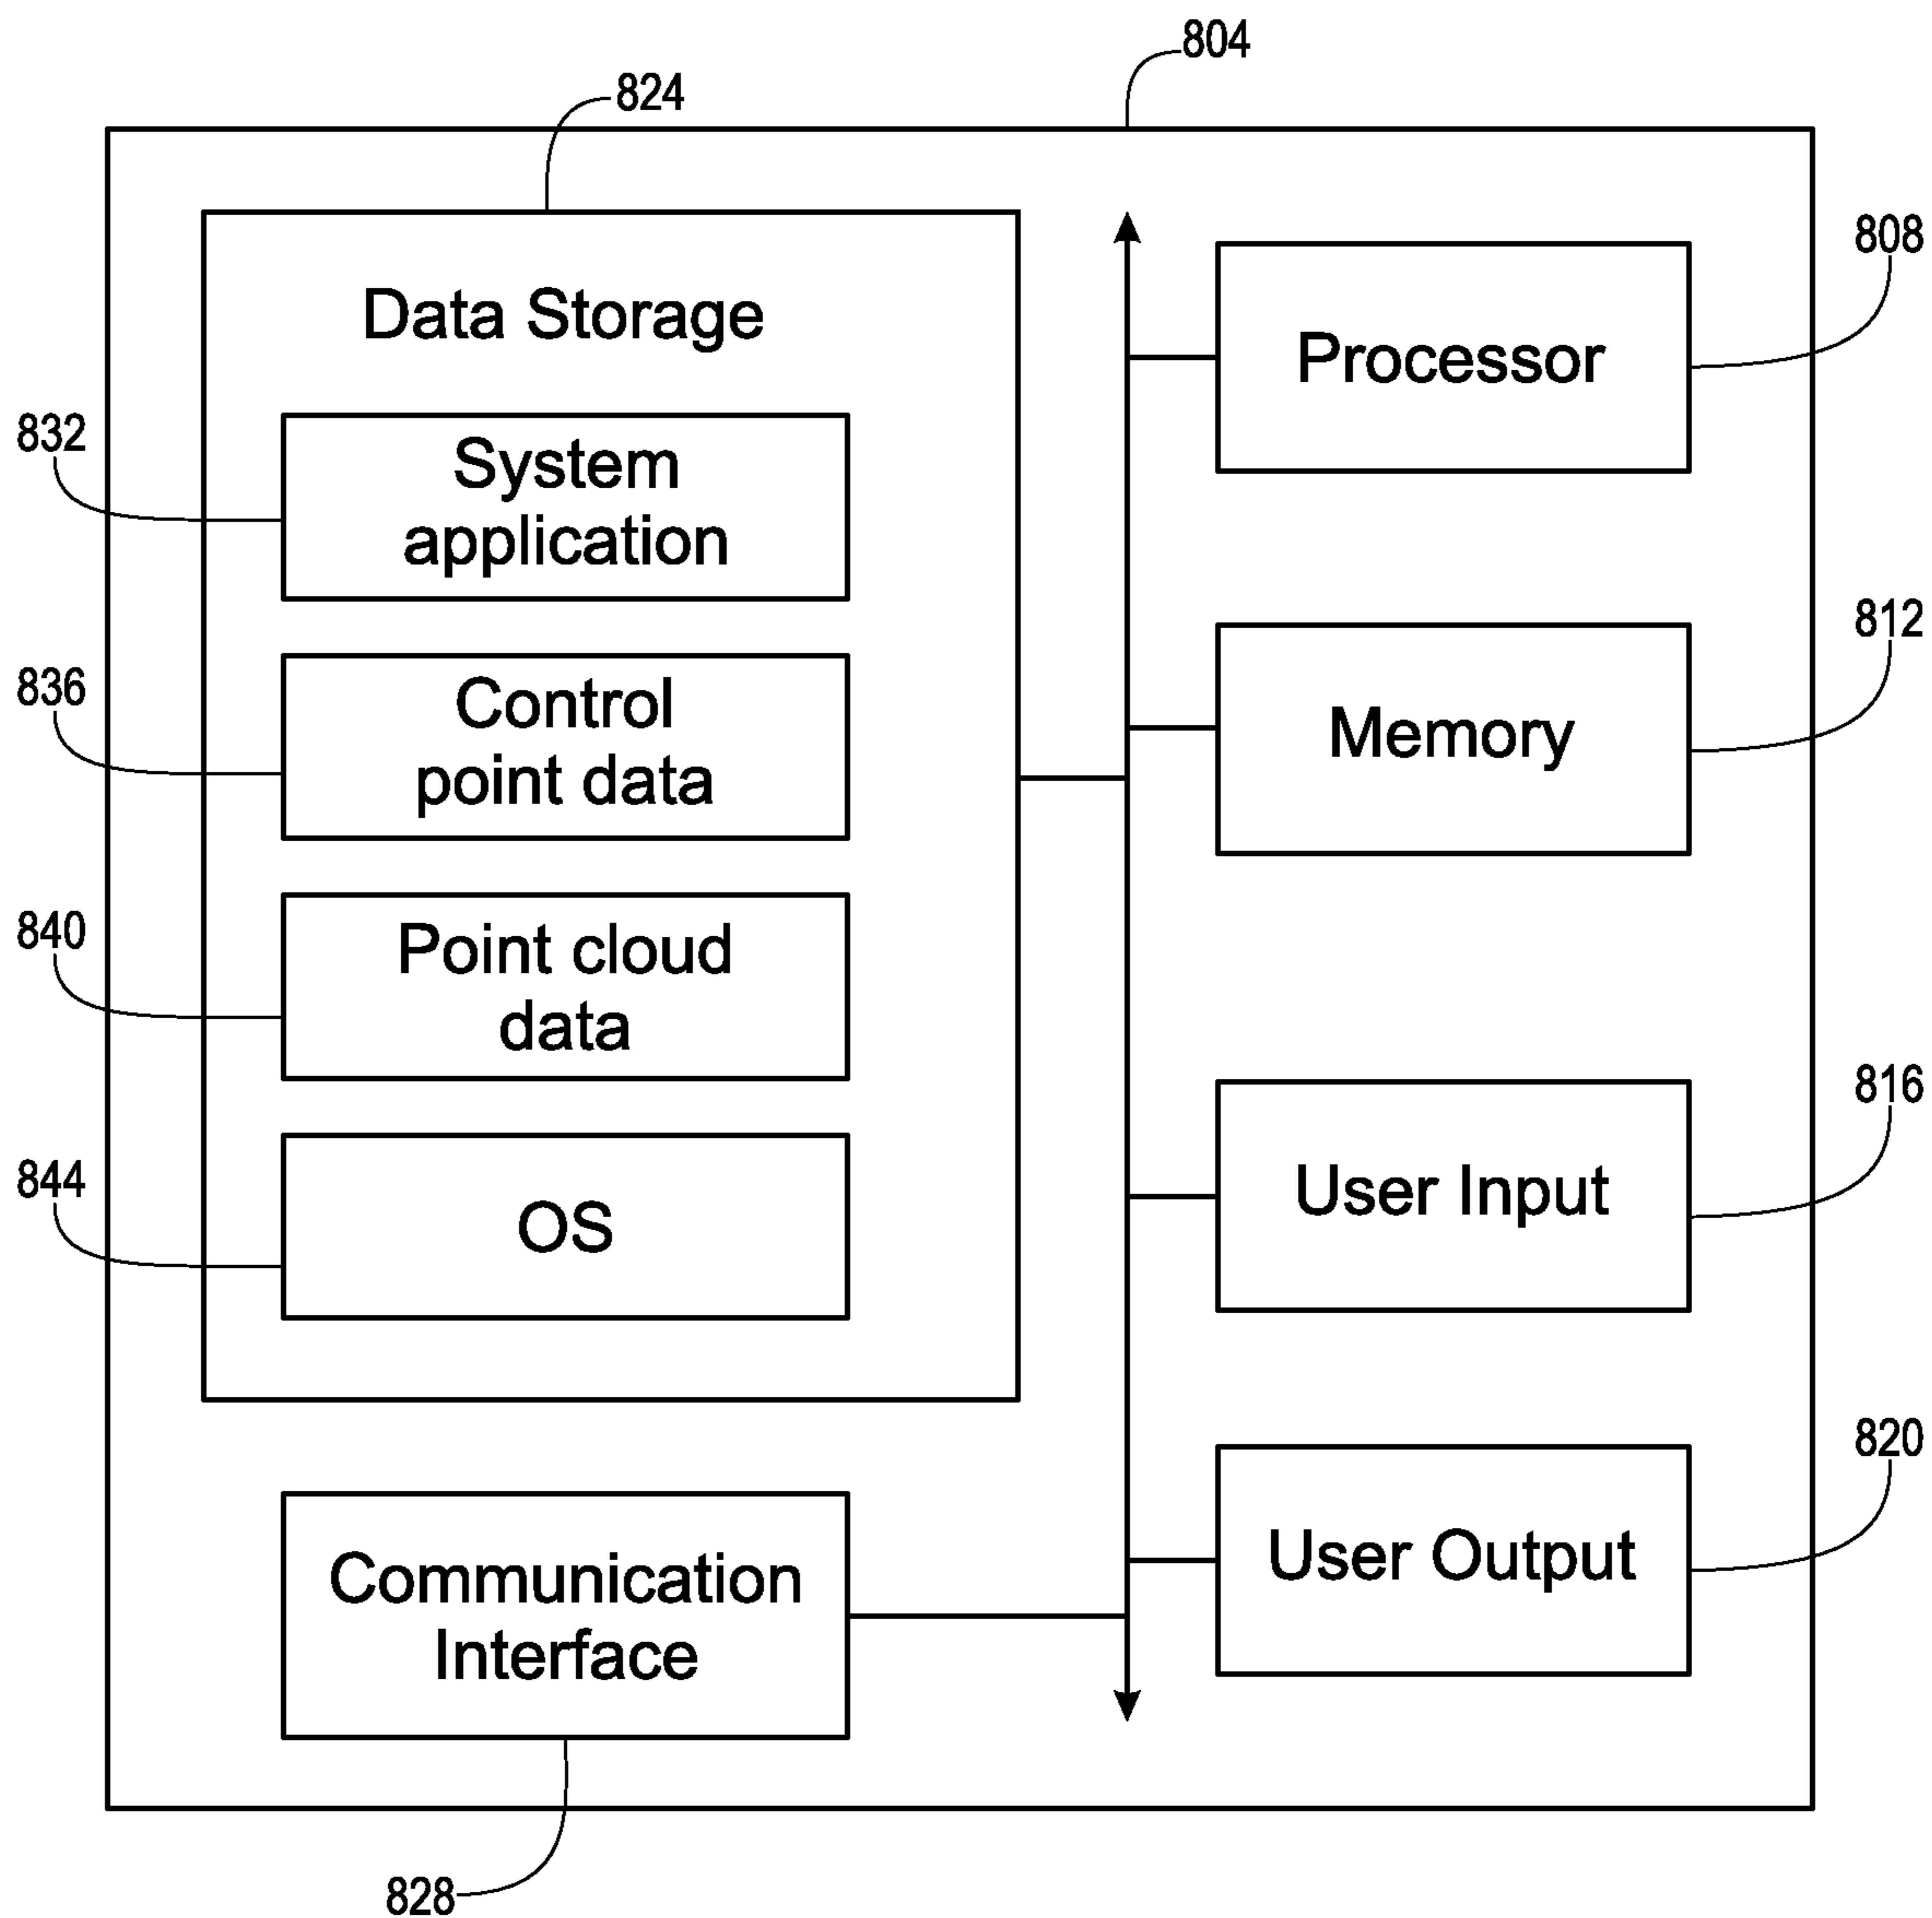 804
824
808
Data Storage
Processor
832
System
application
812
836
Control
point data
Memory
840
Point cloud
data
816
844
User Input
OS
820
User Output
Communication
Interface
828